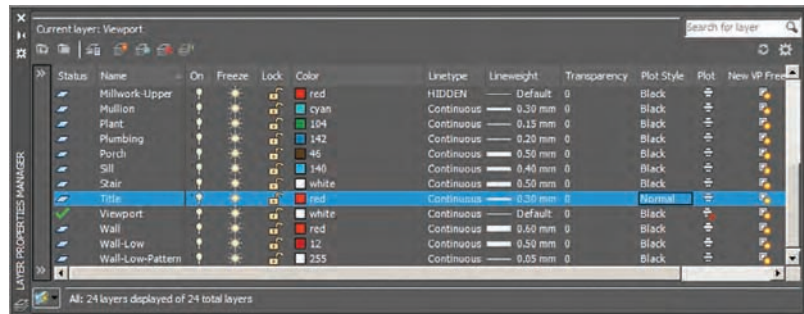 Current layer: Viewport
Search for layer
Status Name On Freeze Lock Color Linetype Lineweight Transparency Plot Style Plot New VP Free
Millwork-Upper red HIDDEN Default 0 Black
Mullion cyan Continuous 0.30 mm 0 Black
Plant 104 Continuous 0.15 mm 0 Black
Plumbing 142 Continuous 0.20 mm 0 Black
Porch 46 Continuous 0.50 mm 0 Black
Sill 140 Continuous 0.40 mm 0 Black
Stair white Continuous 0.50 mm 0 Black
Title red Continuous 0.30 mm 0 Normal
Viewport white Continuous Default 0 Black
Wall red Continuous 0.60 mm 0 Black
Wall-Low 12 Continuous 0.50 mm 0 Black
Wall-Low-Pattern 255 Continuous 0.05 mm 0 Black
LAYER PROPERTIES MANAGER
All: 24 layers displayed of 24 total layers